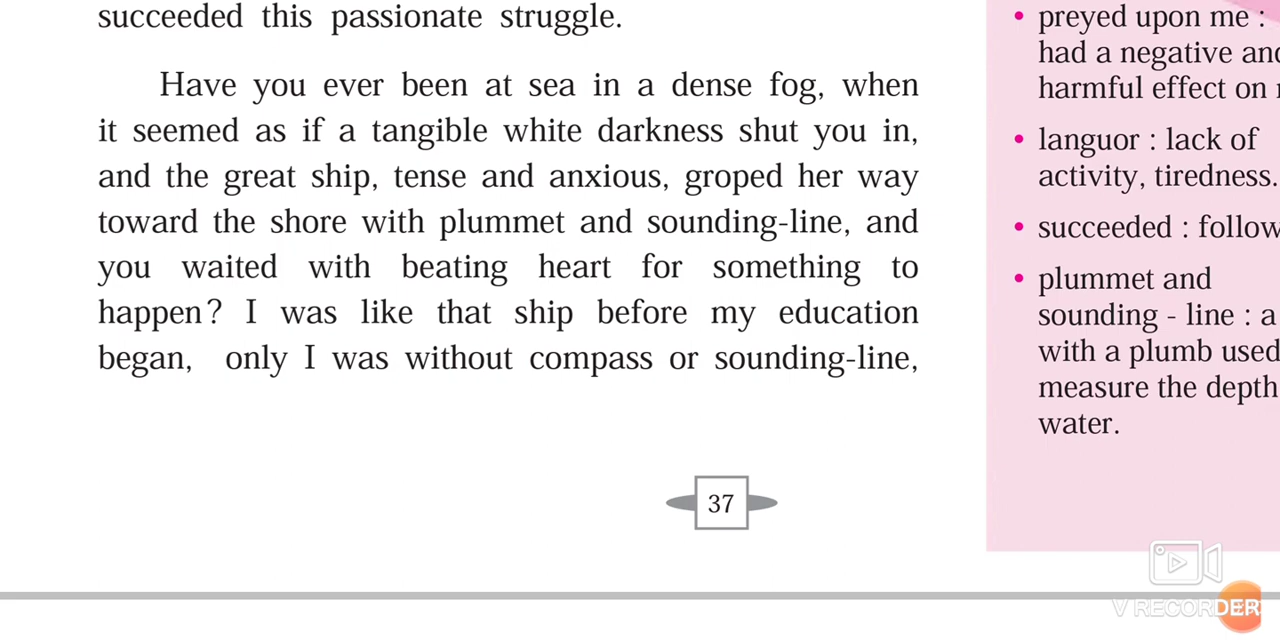 succeeded this passionate struggle.
Have you ever been at sea in a dense fog, when
it seemed as if a tangible white darkness shut you in,
and the great ship, tense and anxious, groped her way
toward the shore with plummet and sounding-line, and
you waited with beating heart for something to
happen? I was like that ship before my education
began, only I was without compass or sounding-line,
37
• preyed upon me :
had a negative and
harmful effect on
• languor : lack of
activity, tiredness.
• succeeded : follow
• plummet and
sounding - line : a
with a plumb used
measure the depth
water.
V RECORDER